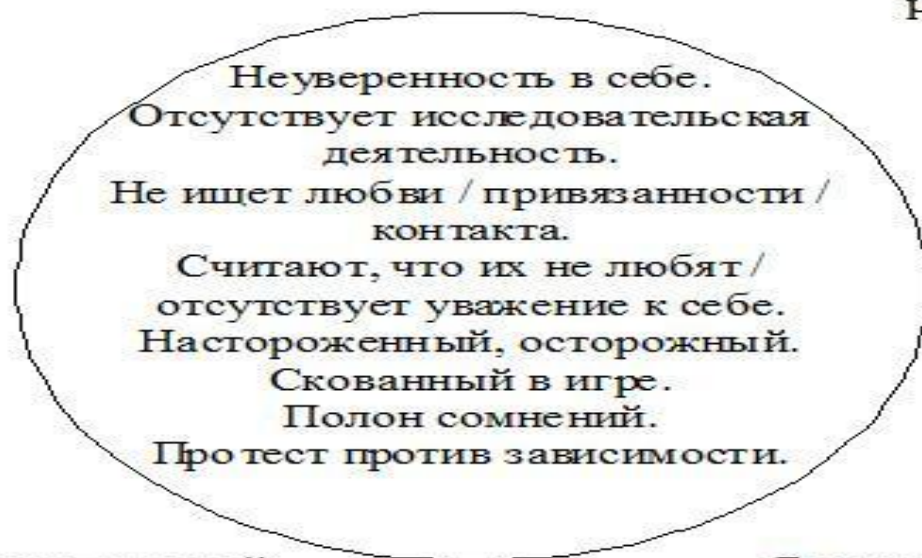 Неуверенность в себе.
Отсутствует исследовательская
деятельность.
Не ищет любви / привязанности /
контакта.
Считают, что их не любят /
отсутствует уважение к себе.
Настороженный, осторожный.
Скованный в игре.
Полон сомнений.
Протест против зависимости.